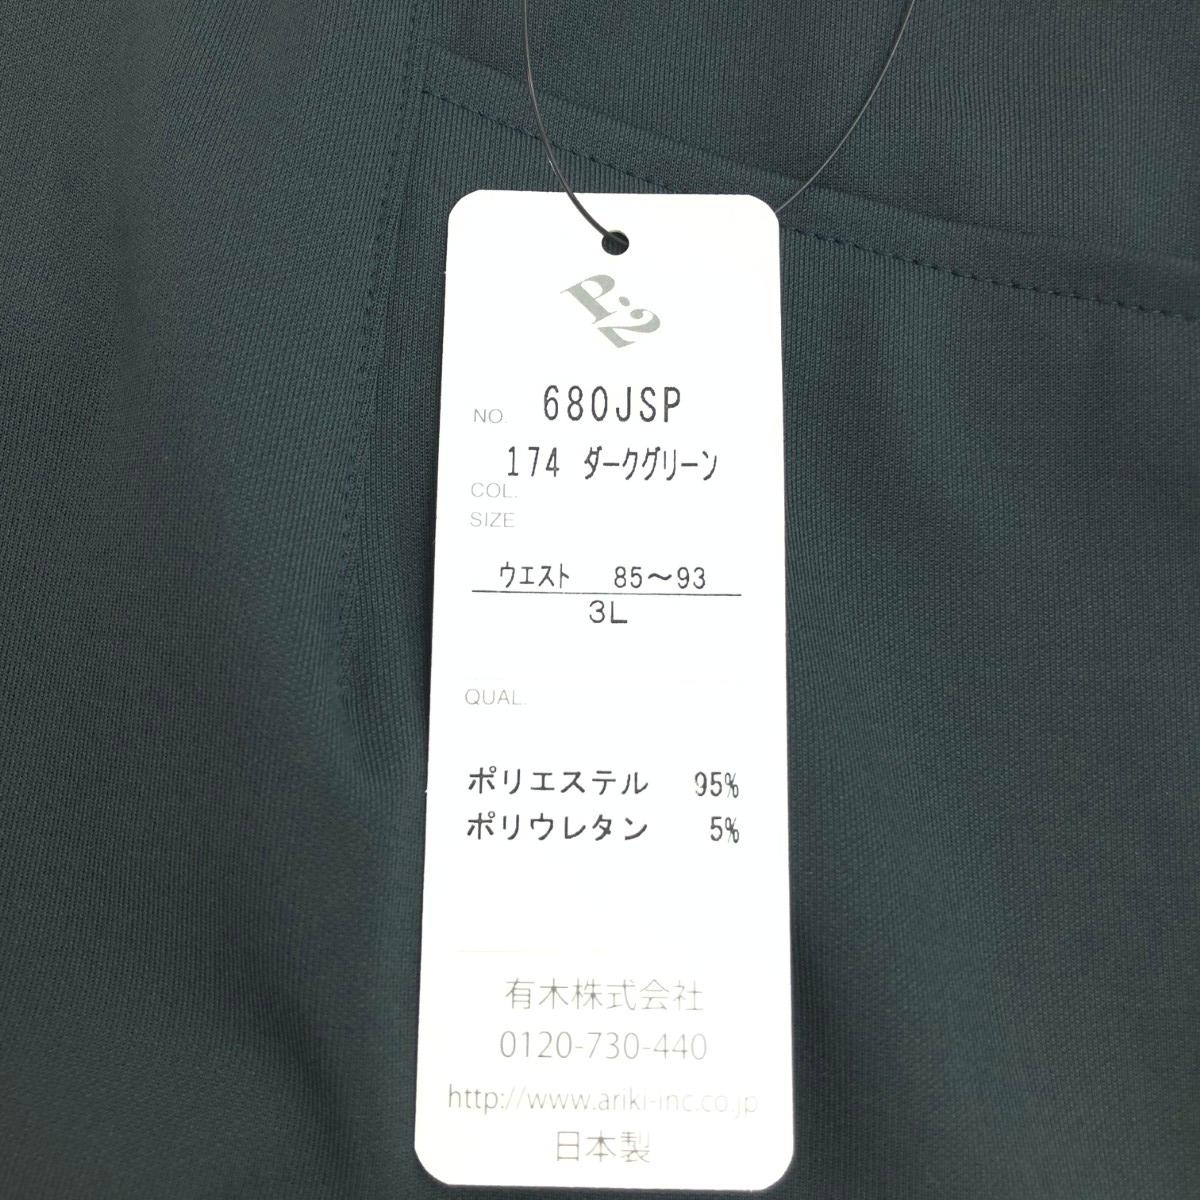 P.2
NO. 680JSP
174 ダークグリーン
COL.
SIZE
ウエスト 85～93
3L
QUAL.
ポリエステル 95%
ポリウレタン 5%
有木株式会社
0120-730-440
http://www.ariki-inc.co.jp
日本製